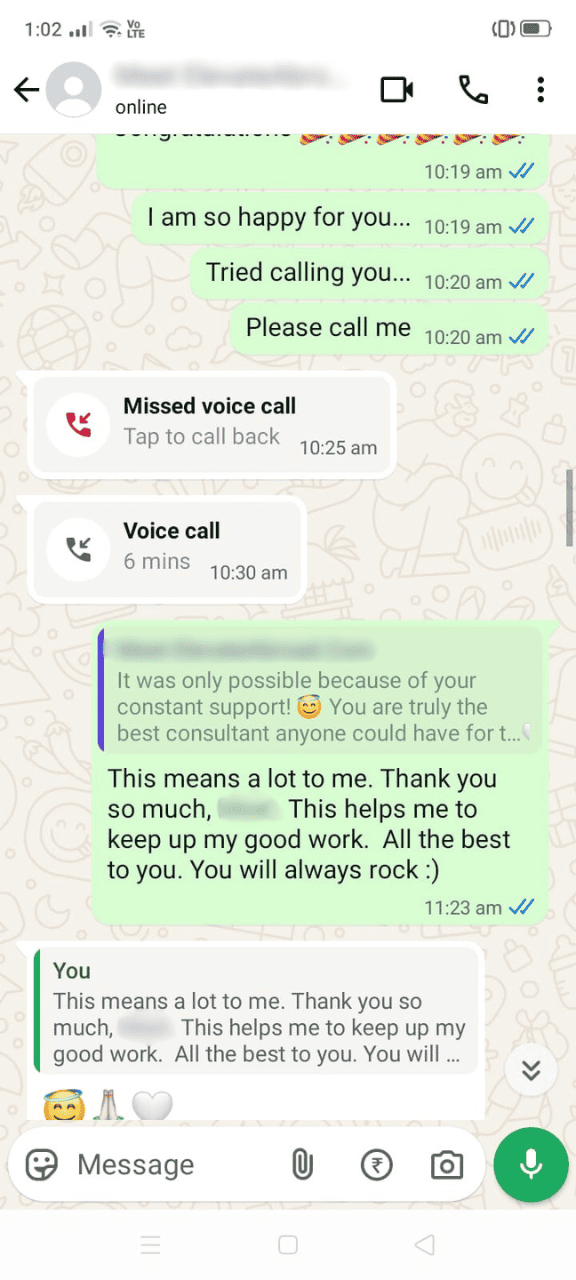 1:02 Vo LTE
online
Congratulations 🎉🎉🎉🎉🎉🎉
10:19 am
I am so happy for you... 10:19 am
Tried calling you... 10:20 am
Please call me 10:20 am
Missed voice call
Tap to call back 10:25 am
Voice call
6 mins 10:30 am
It was only possible because of your
constant support! 😇 You are truly the
best consultant anyone could have for t...
This means a lot to me. Thank you
so much, This helps me to
keep up my good work. All the best
to you. You will always rock :)
11:23 am
You
This means a lot to me. Thank you so
much, This helps me to keep up my
good work. All the best to you. You will ...
😇🙏🤍
Message